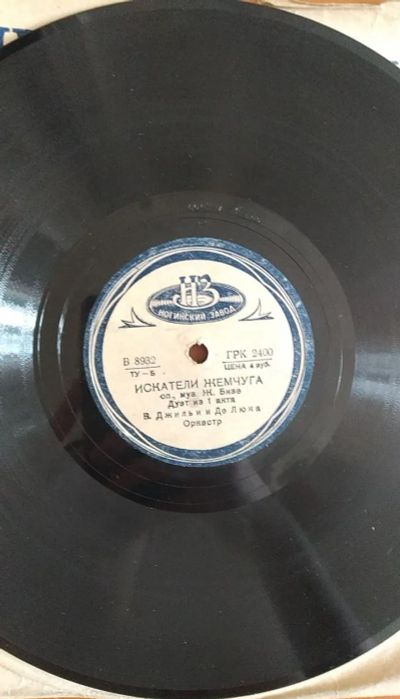 НЗ
НОГИНСКИЙ ЗАВОД
В 8932 ГРК 2400
ТУ-Б ЦЕНА 4 руб.
ИСКАТЕЛИ ЖЕМЧУГА
оп., муз. Ж. Бизе
Дуэт из 1 акта
Б. Джильи и Де Люка
Оркестр